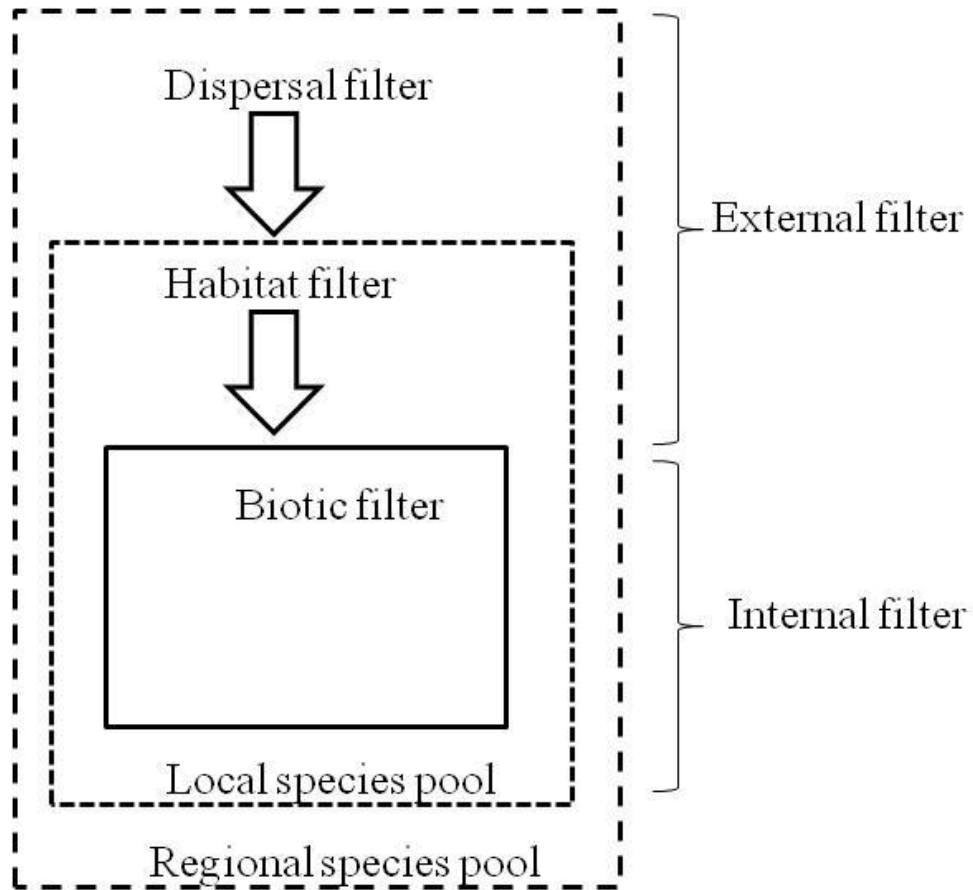 Dispersal filter
External filter
Habitat filter
Biotic filter
Internal filter
Local species pool
Regional species pool